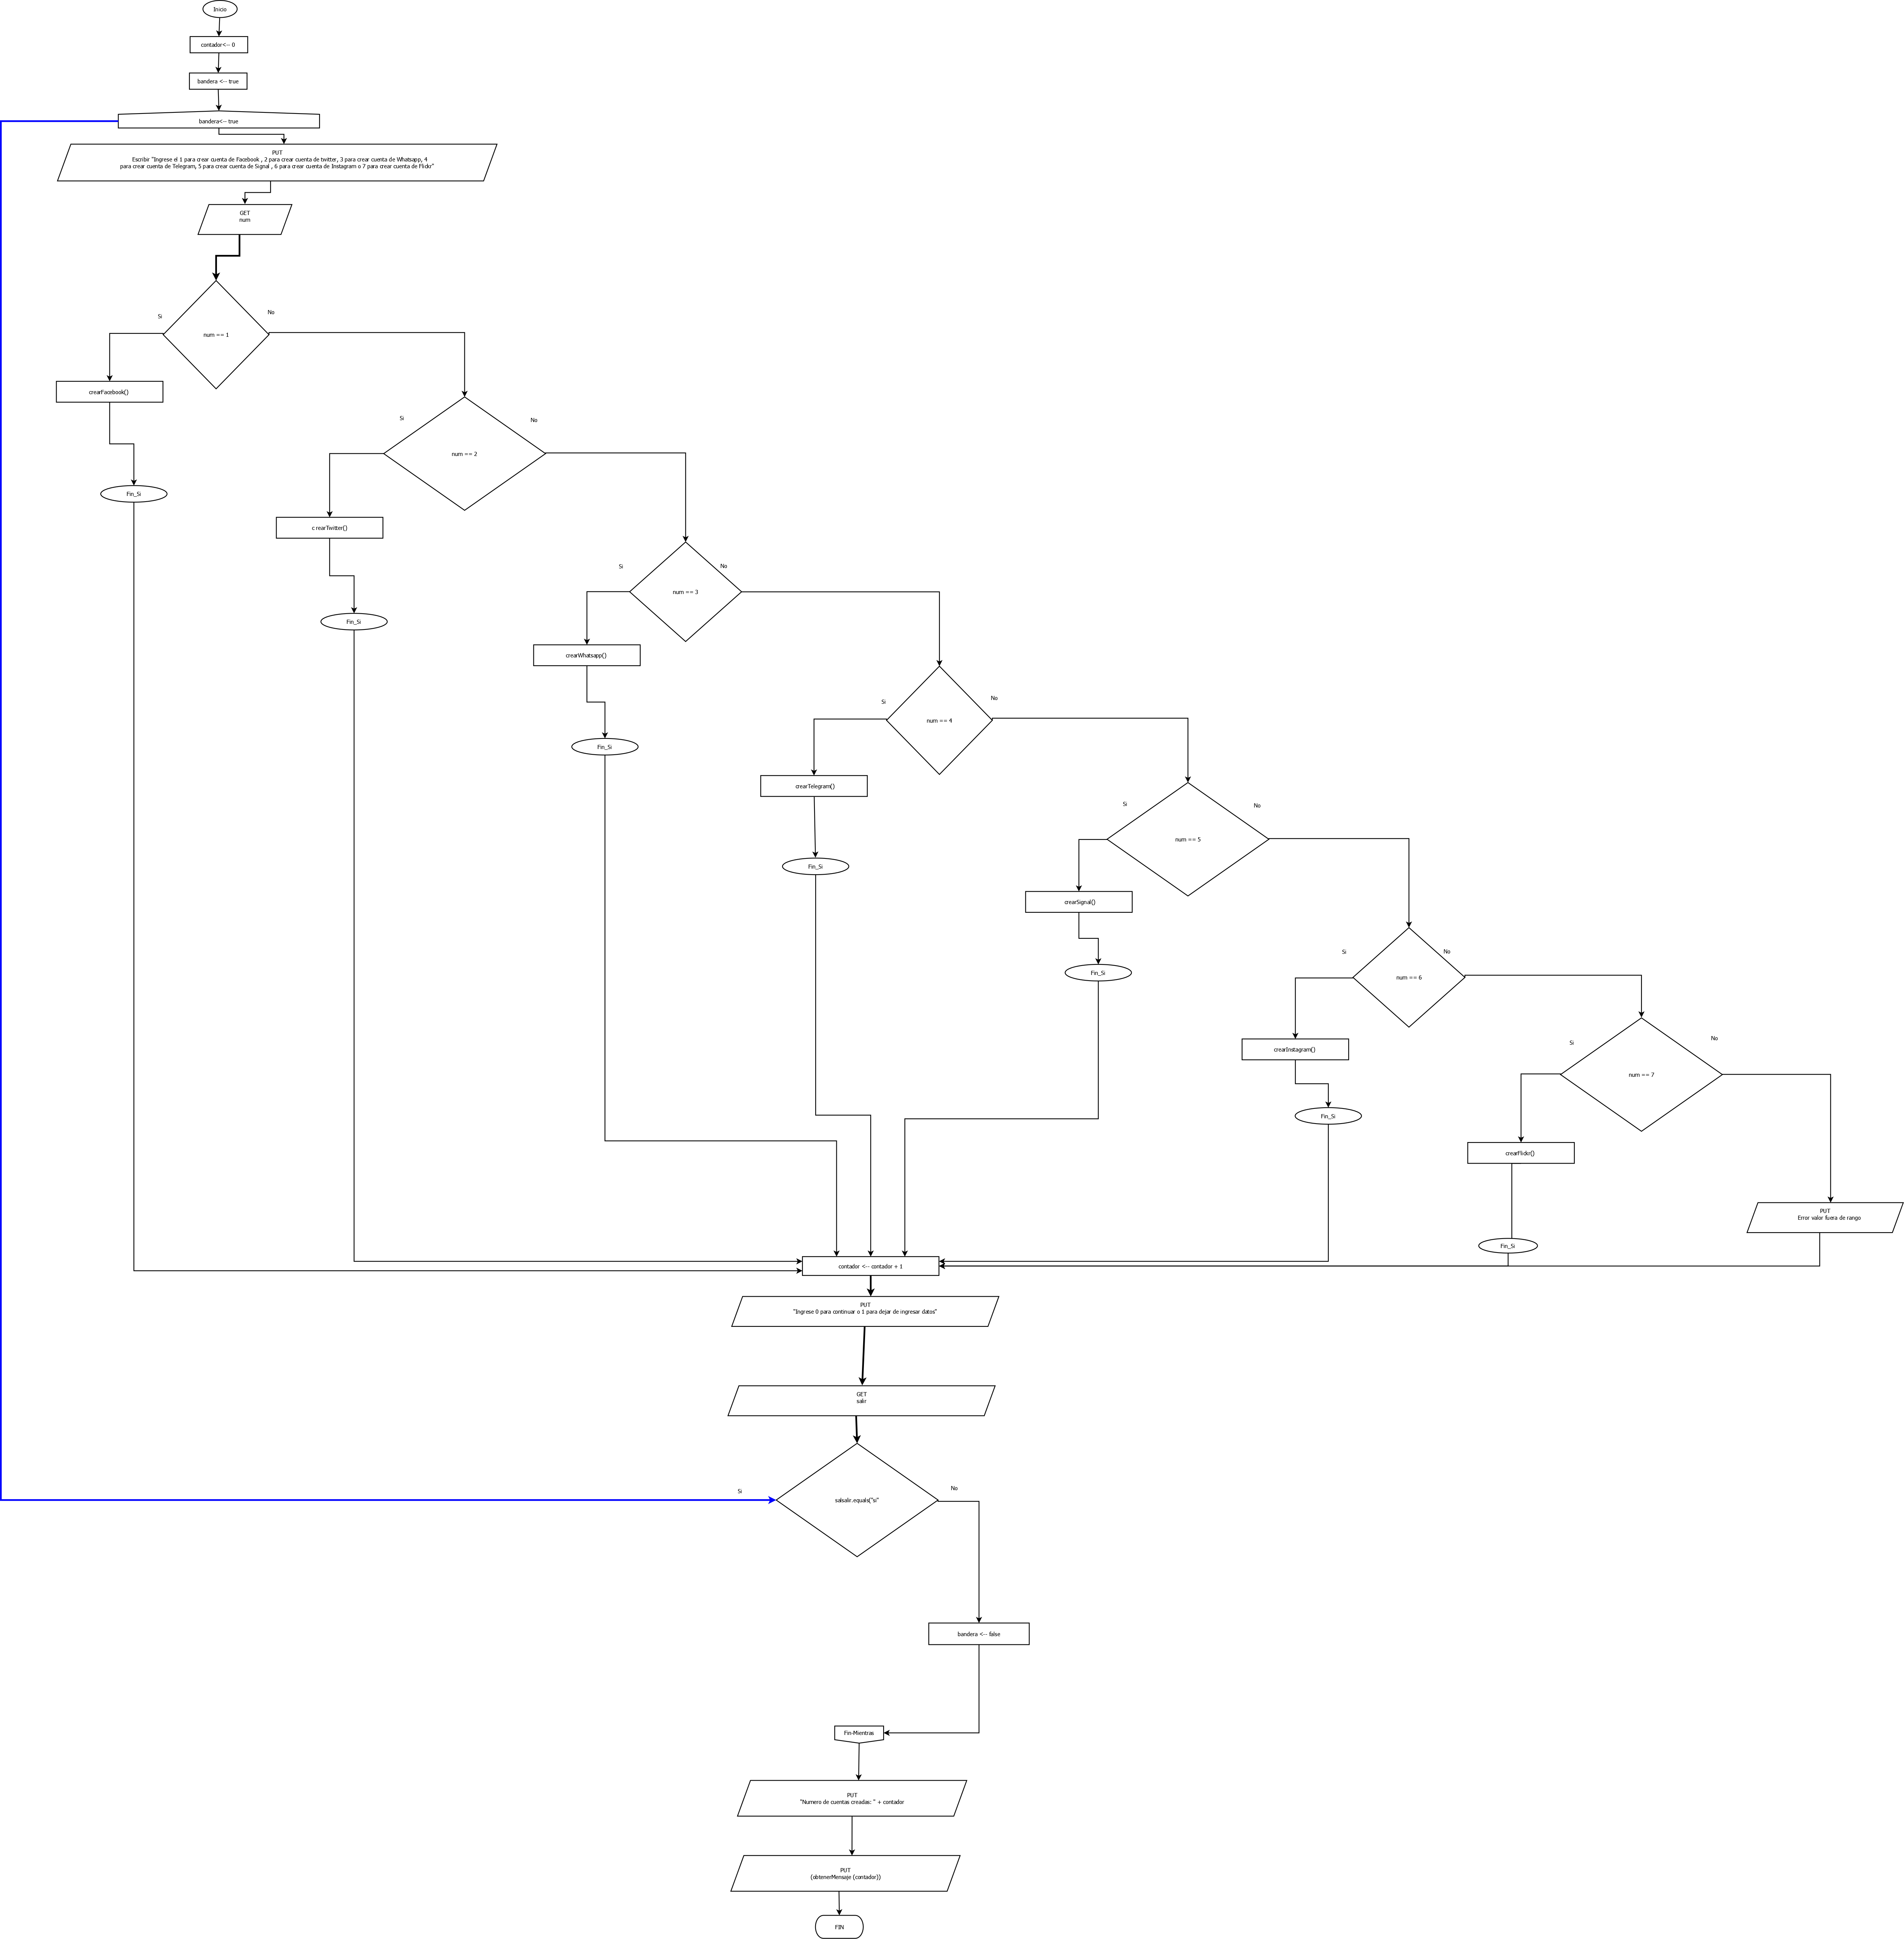 Inicio
contador<-- 0
bandera <-- true
bandera<-- true
PUT
Escribir "Ingrese el 1 para crear cuenta de Facebook , 2 para crear cuenta de twitter, 3 para crear cuenta de Whatsapp, 4
para crear cuenta de Telegram, 5 para crear cuenta de Signal , 6 para crear cuenta de Instagram o 7 para crear cuenta de Flickr"
GET
num
Si
No
num == 1
crearFacebook()
Fin_Si
Si
No
num == 2
c rearTwitter()
Fin_Si
Si
No
num == 3
crearWhatsapp()
Fin_Si
Si
No
num == 4
crearTelegram()
Fin_Si
Si
No
num == 5
crearSignal()
Fin_Si
Si
No
num == 6
crearInstagram()
Fin_Si
Si
No
num == 7
crearFlickr()
Fin_Si
PUT
Error valor fuera de rango
contador <-- contador + 1
PUT
"Ingrese 0 para continuar o 1 para dejar de ingresar datos"
GET
salir
Si
No
salsalir.equals("si"
bandera <-- false
Fin-Mientras
PUT
"Numero de cuentas creadas: " + contador
PUT
(obtenerMensaje (contador))
FIN